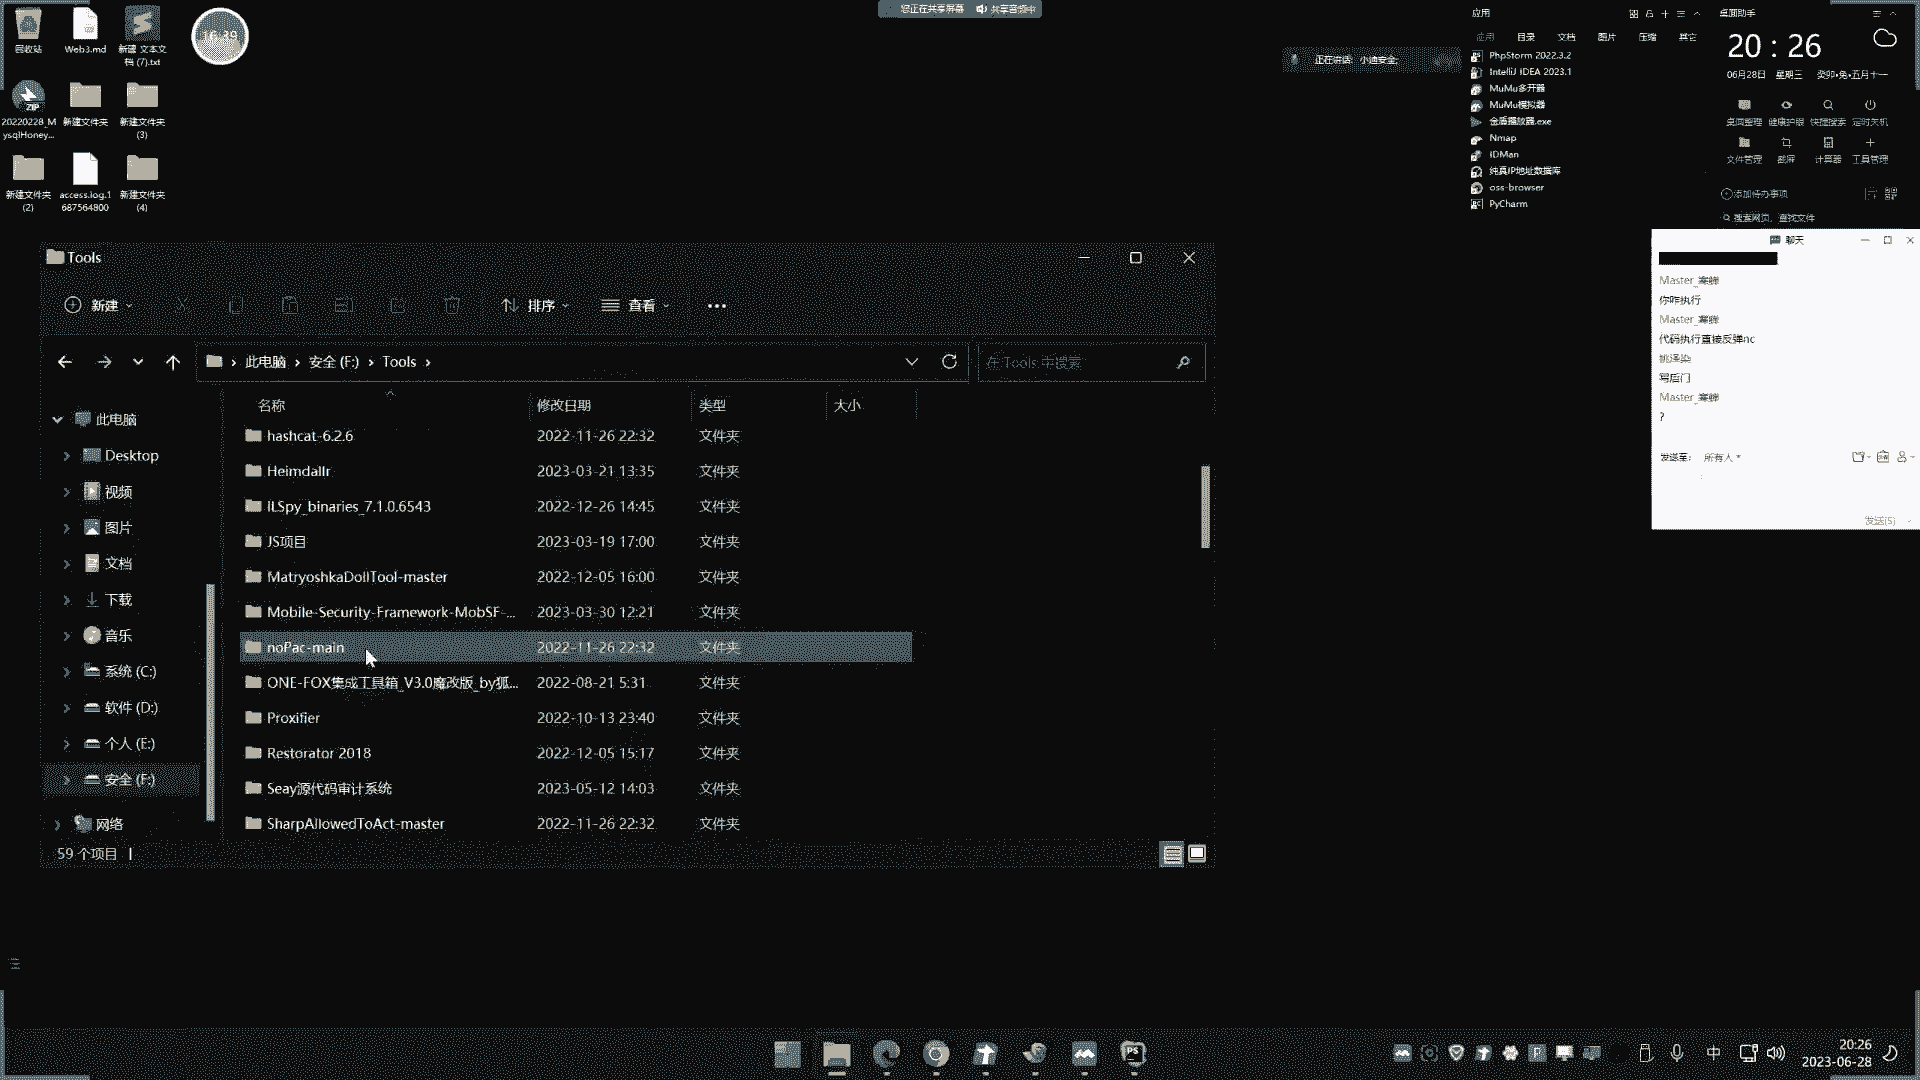 您正在共享屏幕 共享音频中
回收站
Web3.md
新建 文本文
档 (7).txt
16:39
20220228_M
ysqlHoney...
新建文件夹
新建文件夹
(3)
新建文件夹
(2)
access.log.1
687564800
新建文件夹
(4)
正在讲话: 小迪安全;
应用
应用 目录 文档 图片 压缩 其它
PhpStorm 2022.3.2
IntelliJ IDEA 2023.1
MuMu多开器
MuMu模拟器
金盾播放器.exe
Nmap
IDMan
纯真IP地址数据库
oss-browser
PyCharm
桌面助手
20 : 26
06月28日 星期三 癸卯•兔•五月十一
桌面整理 健康护眼 快捷搜索 定时关机
文件管理 截屏 计算器 工具管理
添加待办事项
搜索网页、查找文件
聊天
Master_寒蝉
你咋执行
Master_寒蝉
代码执行直接反弹nc
姚泽染
写后门
Master_寒蝉
?
发送至: 所有人
发送(S)
Tools
新建 排序 查看
此电脑 › 安全 (F:) › Tools ›
在 Tools 中搜索
名称 修改日期 类型 大小
此电脑
Desktop
视频
图片
文档
下载
音乐
系统 (C:)
软件 (D:)
个人 (E:)
安全 (F:)
网络
hashcat-6.2.6 2022-11-26 22:32 文件夹
Heimdallr 2023-03-21 13:35 文件夹
ILSpy_binaries_7.1.0.6543 2022-12-26 14:45 文件夹
JS项目 2023-03-19 17:00 文件夹
MatryoshkaDollTool-master 2022-12-05 16:00 文件夹
Mobile-Security-Framework-MobSF-... 2023-03-30 12:21 文件夹
noPac-main 2022-11-26 22:32 文件夹
ONE-FOX集成工具箱_V3.0魔改版_by狐... 2022-08-21 5:31 文件夹
Proxifier 2022-10-13 23:40 文件夹
Restorator 2018 2022-12-05 15:17 文件夹
Seay源代码审计系统 2023-05-12 14:03 文件夹
SharpAllowedToAct-master 2022-11-26 22:32 文件夹
59 个项目
中
20:26
2023-06-28